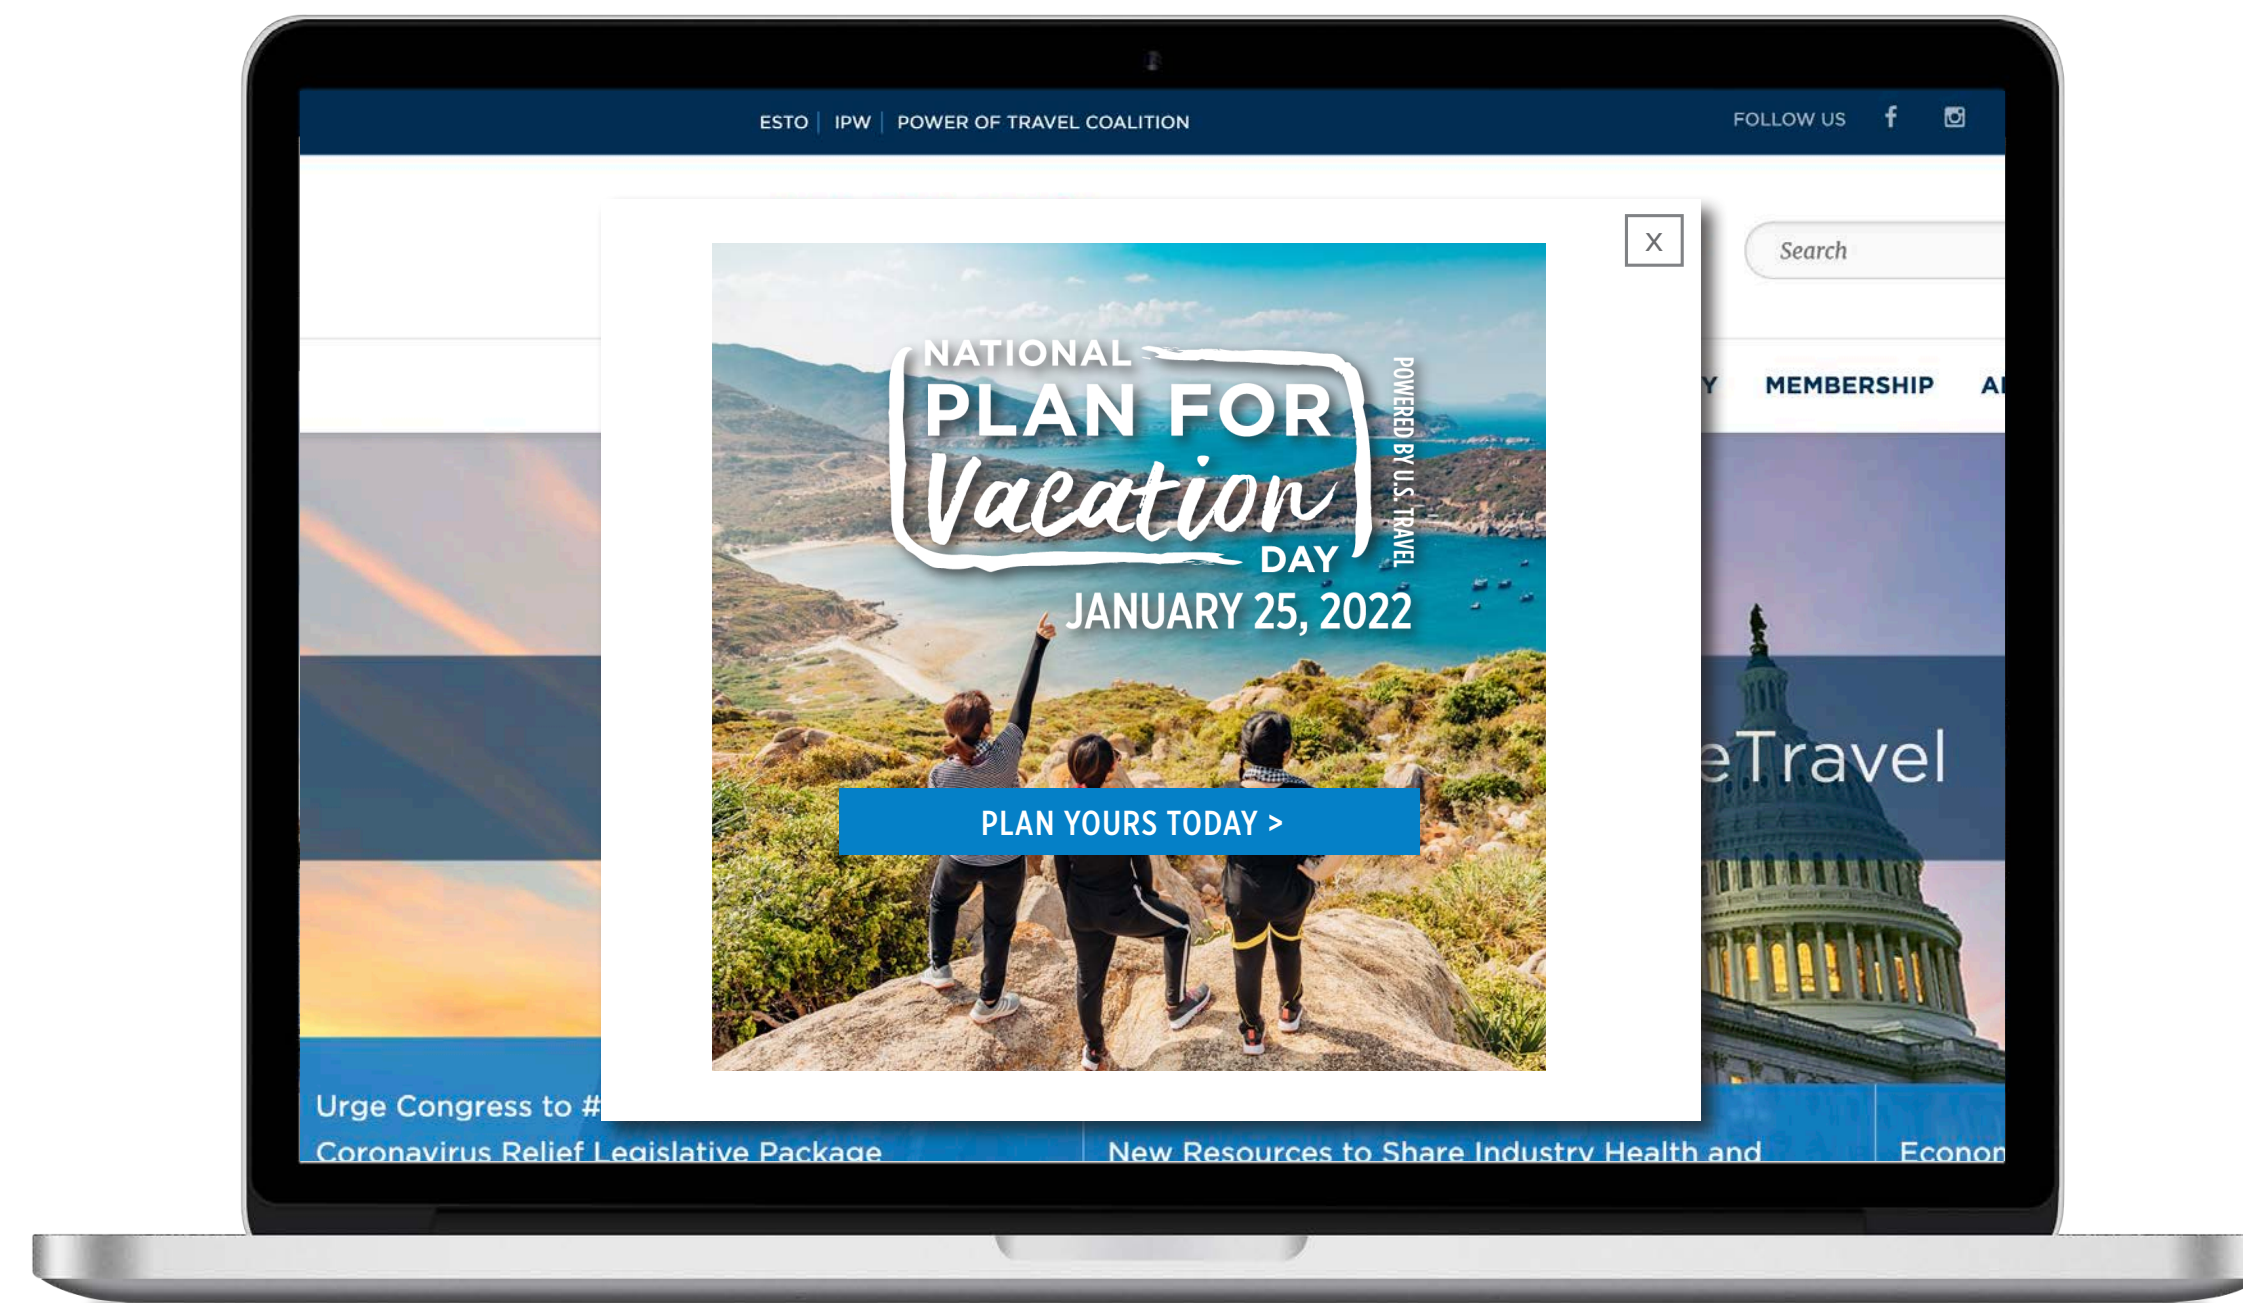 ESTO | IPW | POWER OF TRAVEL COALITION
FOLLOW US
X
Search
NATIONAL
PLAN FOR
Vacation
DAY
POWERED BY U.S. TRAVEL
JANUARY 25, 2022
Y MEMBERSHIP
eTravel
PLAN YOURS TODAY >
Urge Congress to #
Coronavirus Relief Legislative Package
New Resources to Share Industry Health and
Econor